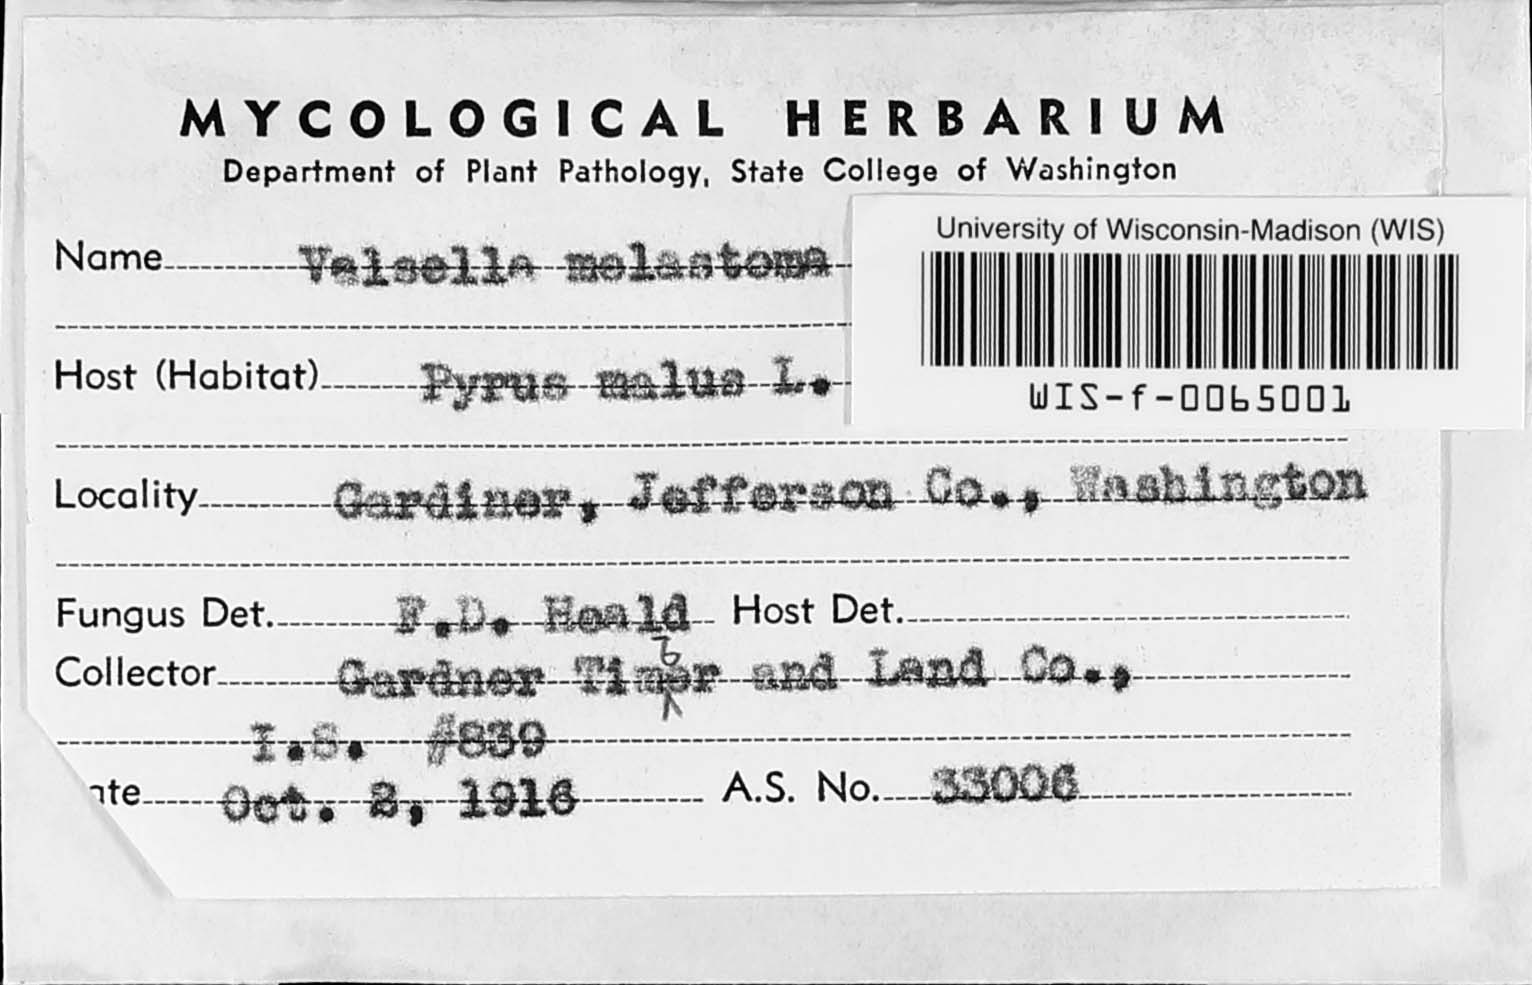 MYCOLOGICAL HERBARIUM
Department of Plant Pathology, State College of Washington
University of Wisconsin-Madison (WIS)
Name Valsella melastoma
WIS-f-0065001
Host (Habitat) Pyrus malus L.
Locality Gardiner, Jefferson Co., Washington
Fungus Det. F.D. Heald Host Det.
Collector Gardner Timber and Land Co.,
I.S. #839
ate Oct. 2, 1916 A.S. No. 33006